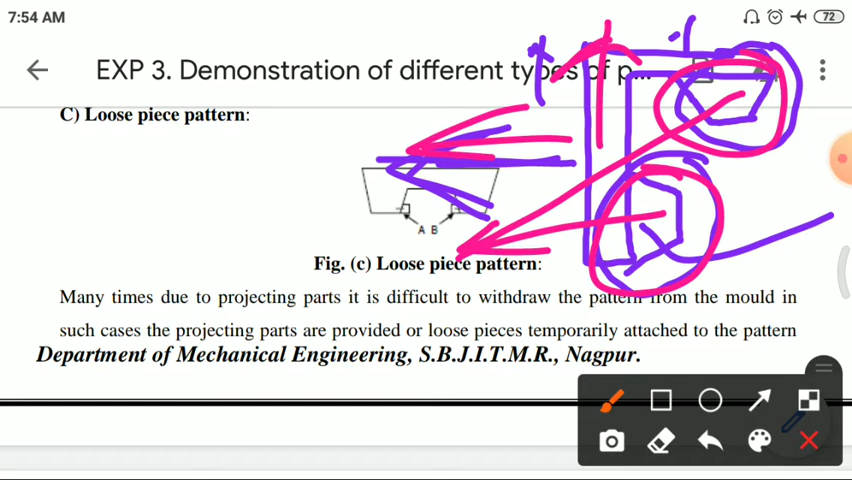 7:54 AM
72
EXP 3. Demonstration of different types of p...
C) Loose piece pattern:
A B
Fig. (c) Loose piece pattern:
Many times due to projecting parts it is difficult to withdraw the pattern from the mould in
such cases the projecting parts are provided or loose pieces temporarily attached to the pattern
Department of Mechanical Engineering, S.B.J.I.T.M.R., Nagpur.